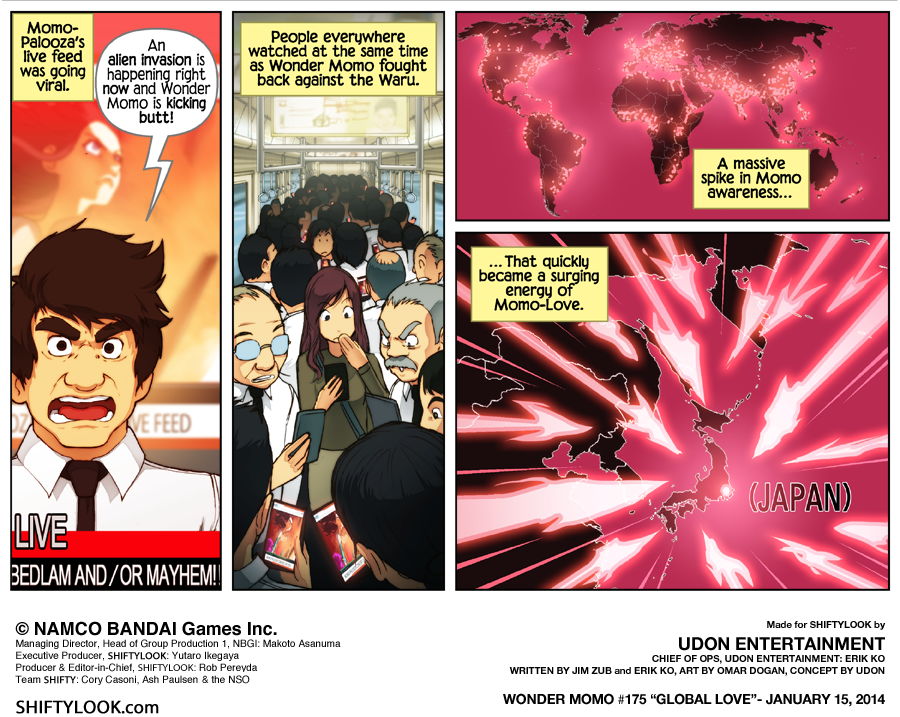 Momo-
Palooza's
live feed
was going
viral.
An
alien invasion is
happening right
now and Wonder
Momo is kicking
butt!
VE FEED
LIVE
BEDLAM AND/OR MAYHEM!!
People everywhere
watched at the same time
as Wonder Momo fought
back against the Waru.
A massive
spike in Momo
awareness...
...That quickly
became a surging
energy of
Momo-Love.
(JAPAN)
© NAMCO BANDAI Games Inc.
Managing Director, Head of Group Production 1, NBGI: Makoto Asanuma
Executive Producer, SHIFTYLOOK: Yutaro Ikegaya
Producer & Editor-in-Chief, SHIFTYLOOK: Rob Pereyda
Team SHIFTY: Cory Casoni, Ash Paulsen & the NSO
SHIFTYLOOK.com
Made for SHIFTYLOOK by
UDON ENTERTAINMENT
CHIEF OF OPS, UDON ENTERTAINMENT: ERIK KO
WRITTEN BY JIM ZUB and ERIK KO, ART BY OMAR DOGAN, CONCEPT BY UDON
WONDER MOMO #175 “GLOBAL LOVE”- JANUARY 15, 2014